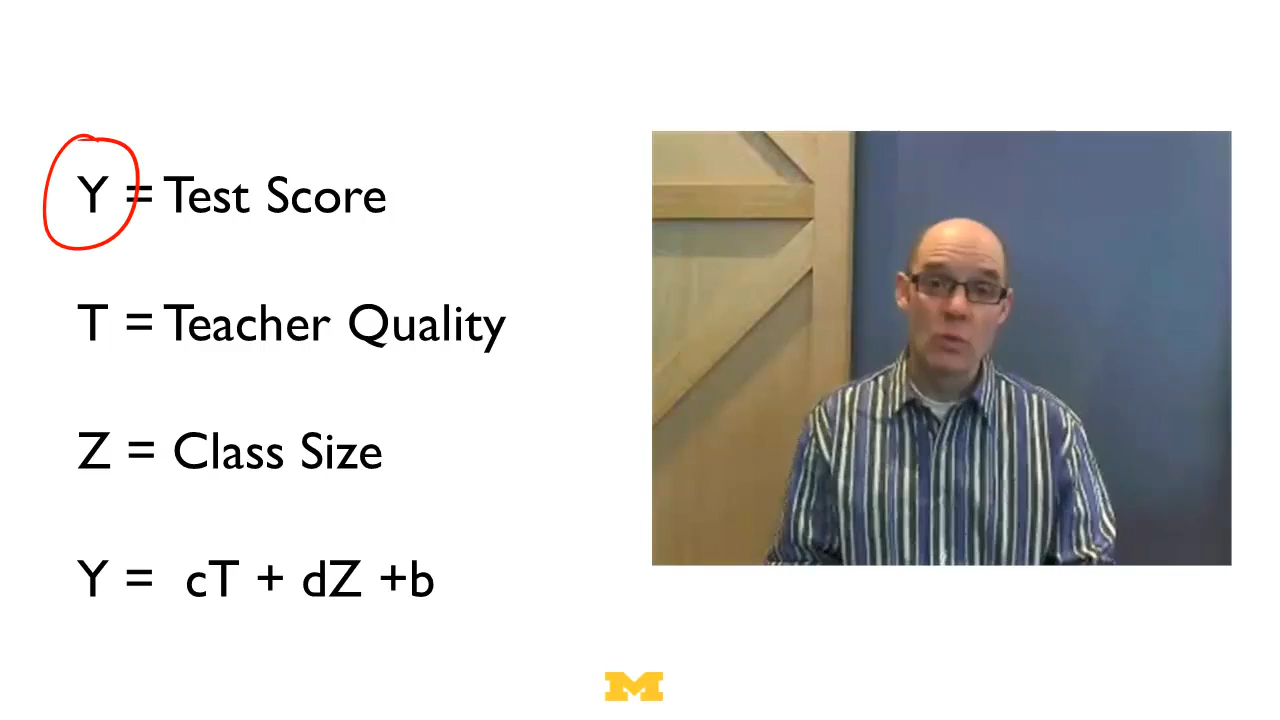 Y = Test Score
T = Teacher Quality
Z = Class Size
Y = cT + dZ +b
M